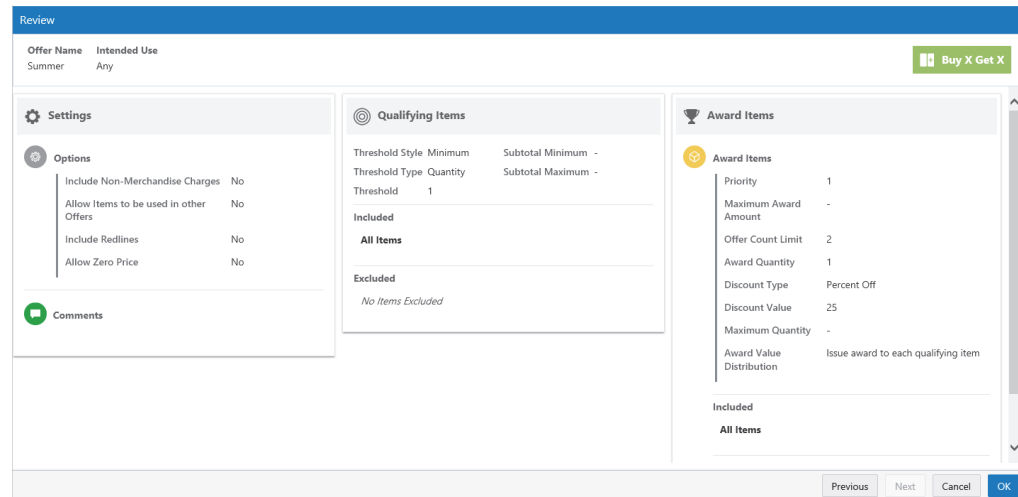 Review
Offer Name Intended Use
Summer Any
Buy X Get X
Settings
Options
Include Non-Merchandise Charges No
Allow Items to be used in other No
Offers
Include Redlines No
Allow Zero Price No
Comments
Qualifying Items
Threshold Style Minimum Subtotal Minimum -
Threshold Type Quantity Subtotal Maximum -
Threshold 1
Included
All Items
Excluded
No Items Excluded
Award Items
Award Items
Priority 1
Maximum Award -
Amount
Offer Count Limit 2
Award Quantity 1
Discount Type Percent Off
Discount Value 25
Maximum Quantity -
Award Value Issue award to each qualifying item
Distribution
Included
All Items
Previous Next Cancel OK